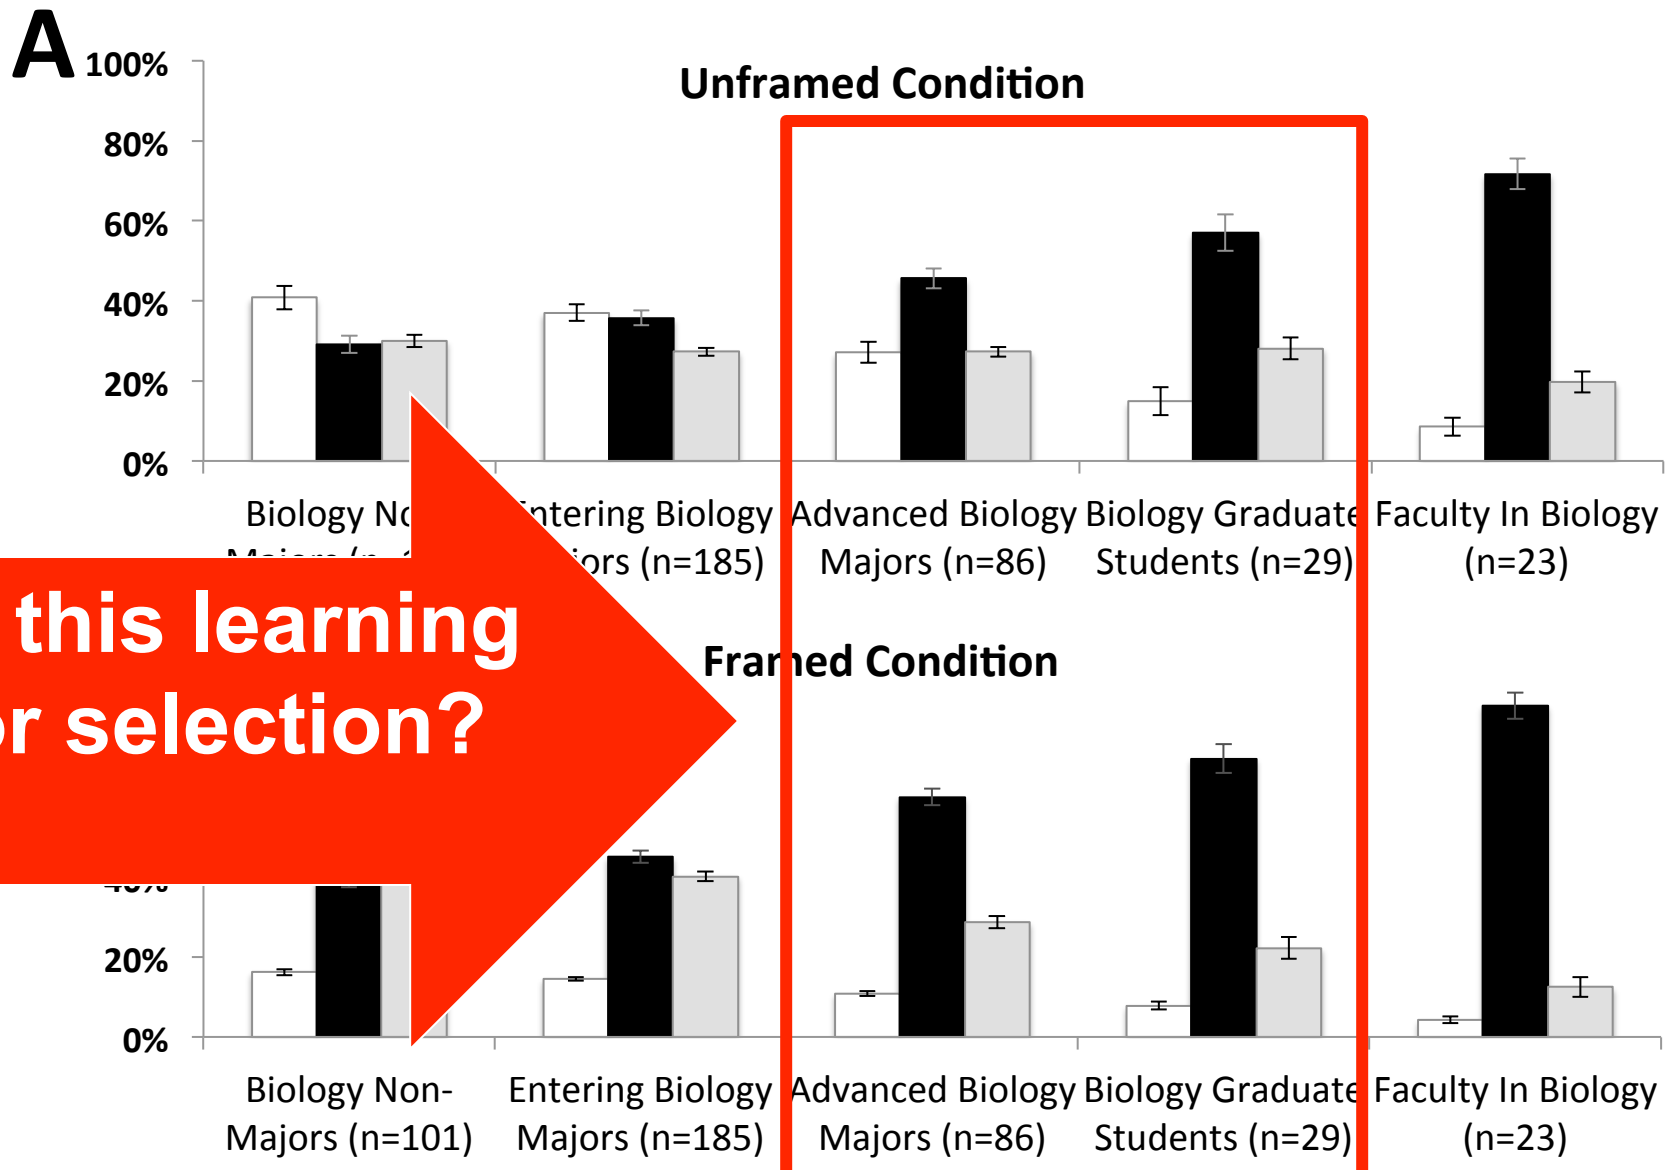 A
100%
Unframed Condition
80%
60%
40%
20%
0%
Biology Entering Biology Advanced Biology Biology Graduate Faculty In Biology
(n=185) Majors (n=86) Students (n=29) (n=23)
this learning
or selection?
Framed Condition
40%
20%
0%
Biology Non- Entering Biology Advanced Biology Biology Graduate Faculty In Biology
Majors (n=101) Majors (n=185) Majors (n=86) Students (n=29) (n=23)